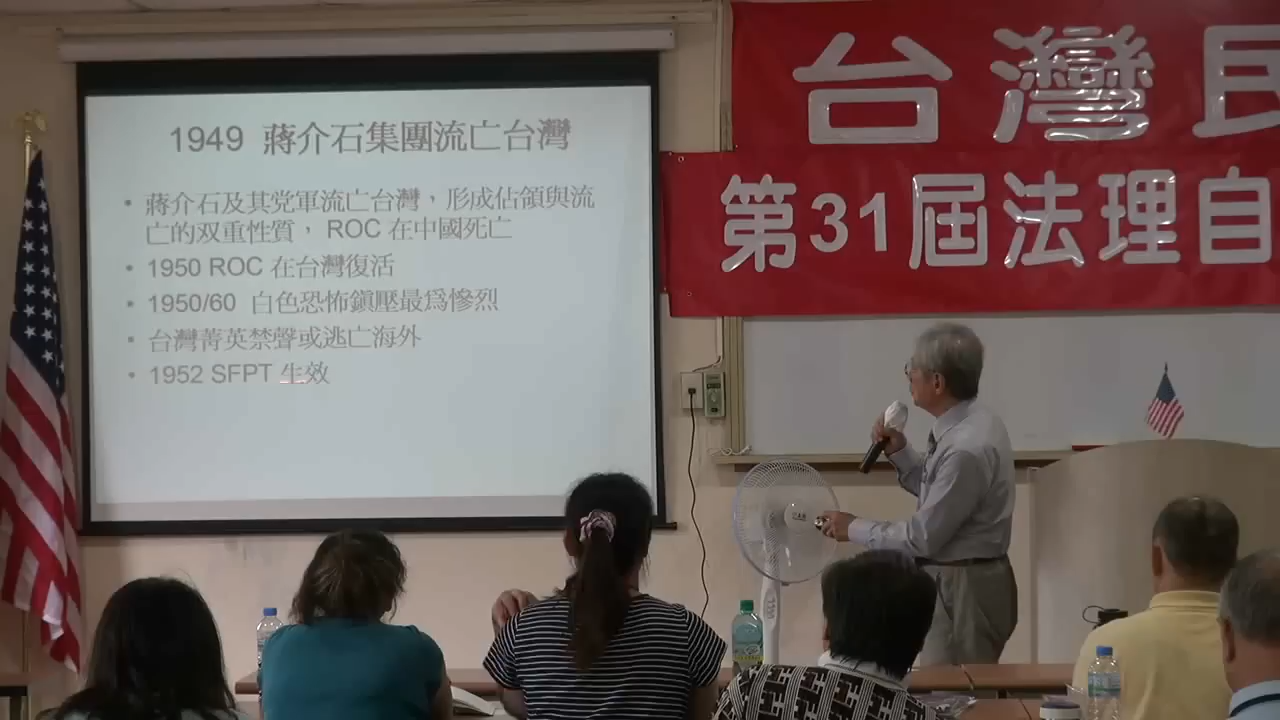 1949 蔣介石集團流亡台灣
• 蔣介石及其党軍流亡台灣，形成佔領與流
亡的双重性質， ROC 在中國死亡
• 1950 ROC 在台灣復活
• 1950/60 白色恐怖鎮壓最爲慘烈
• 台灣菁英禁聲或逃亡海外
• 1952 SFPT 生效
台灣民
第31屆法理自